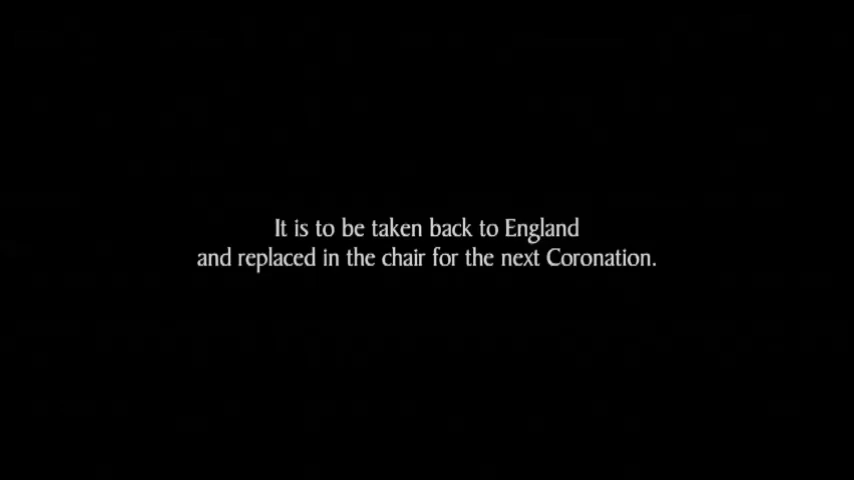 It is to be taken back to England
and replaced in the chair for the next Coronation.